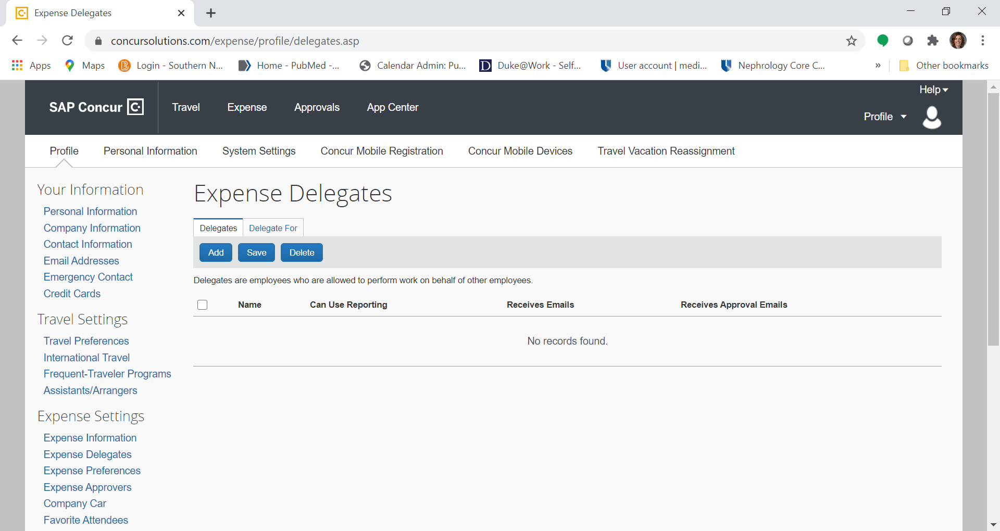 Expense Delegates
concursolutions.com/expense/profile/delegates.asp
Apps Maps Login - Southern N... Home - PubMed -... Calendar Admin: Pu... Duke@Work - Self... User account | medi... Nephrology Core C... » Other bookmarks
Help
SAP Concur Travel Expense Approvals App Center
Profile
Profile Personal Information System Settings Concur Mobile Registration Concur Mobile Devices Travel Vacation Reassignment
Your Information
Personal Information
Company Information
Contact Information
Email Addresses
Emergency Contact
Credit Cards
Travel Settings
Travel Preferences
International Travel
Frequent-Traveler Programs
Assistants/Arrangers
Expense Settings
Expense Information
Expense Delegates
Expense Preferences
Expense Approvers
Company Car
Favorite Attendees
Expense Delegates
Delegates Delegate For
Add Save Delete
Delegates are employees who are allowed to perform work on behalf of other employees.
Name Can Use Reporting Receives Emails Receives Approval Emails
No records found.